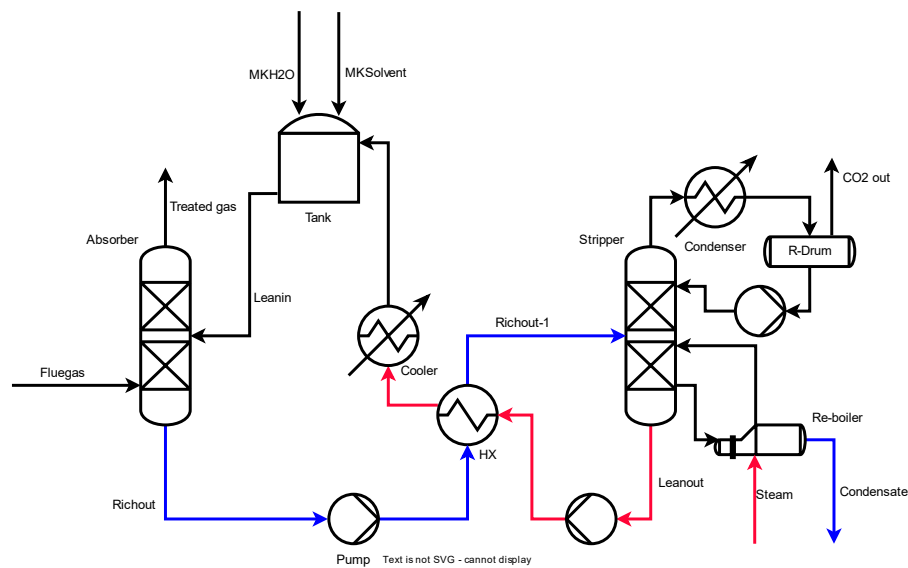 MKH2O
MKSolvent
CO2 out
Treated gas
Tank
Absorber
Stripper
Condenser
R-Drum
Leanin
Richout-1
Fluegas
Cooler
Re-boiler
HX
Leanout
Richout
Steam
Condensate
Pump
Text is not SVG - cannot display